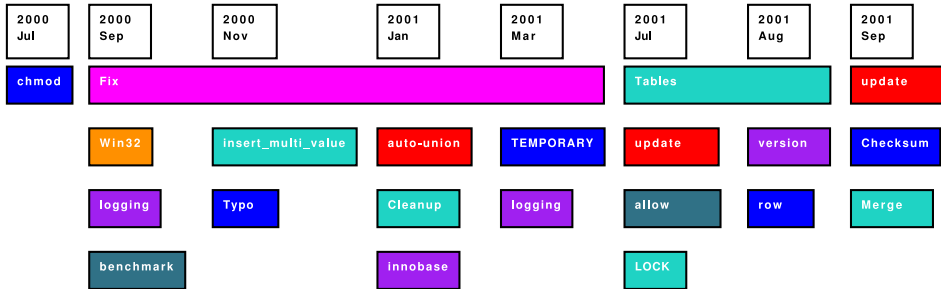 2000
Jul
2000
Sep
2000
Nov
2001
Jan
2001
Mar
2001
Jul
2001
Aug
2001
Sep
chmod
Fix
Tables
update
Win32
insert_multi_value
auto-union
TEMPORARY
update
version
Checksum
logging
Typo
Cleanup
logging
allow
row
Merge
benchmark
innobase
LOCK